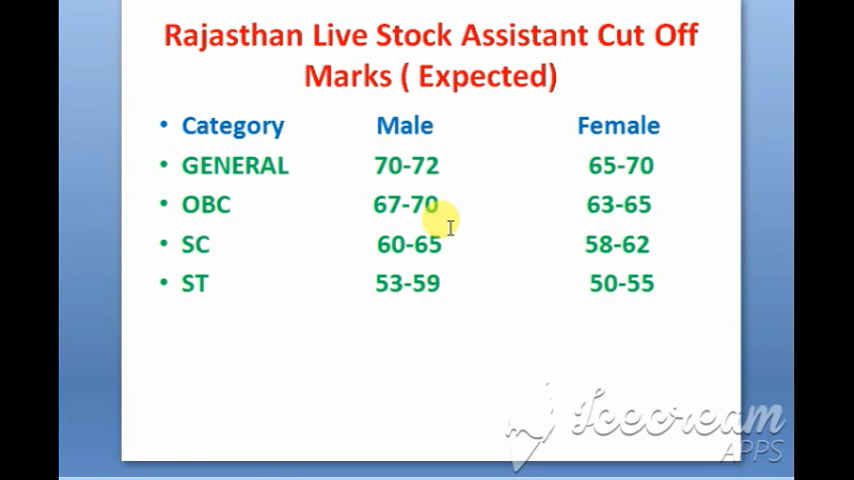 Rajasthan Live Stock Assistant Cut Off
Marks ( Expected)
• Category Male Female
• GENERAL 70-72 65-70
• OBC 67-70 63-65
• SC 60-65 58-62
• ST 53-59 50-55
Icecream
APPS